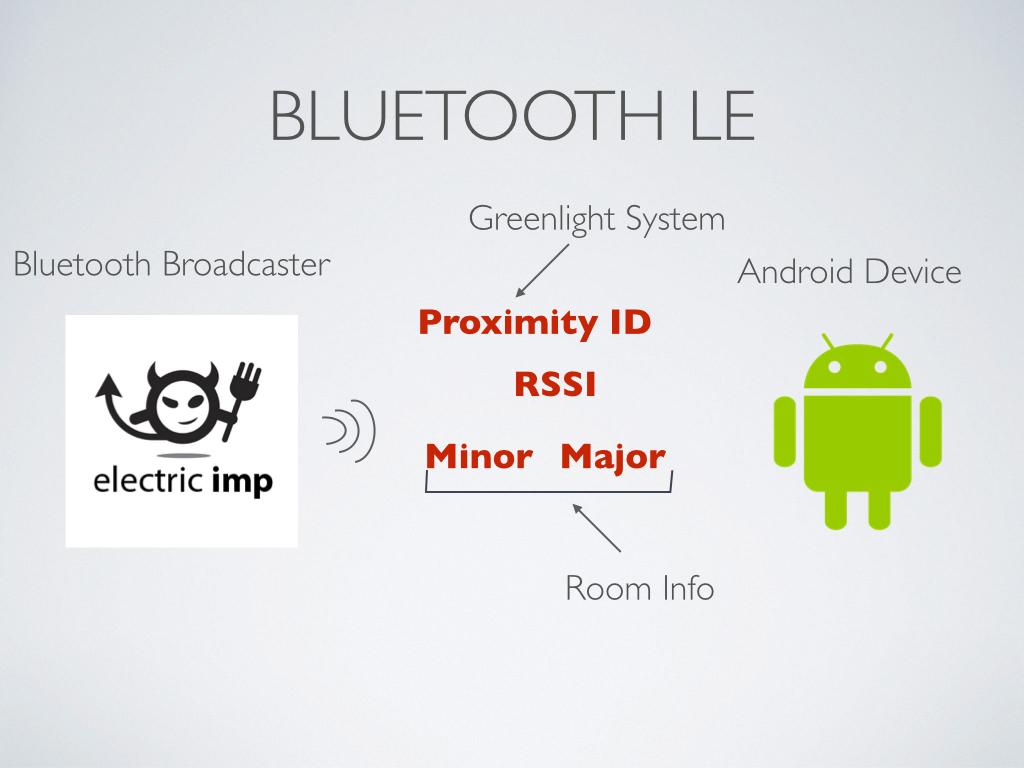 BLUETOOTH LE
Greenlight System
Bluetooth Broadcaster
Android Device
Proximity ID
RSSI
Minor Major
electric imp
Room Info